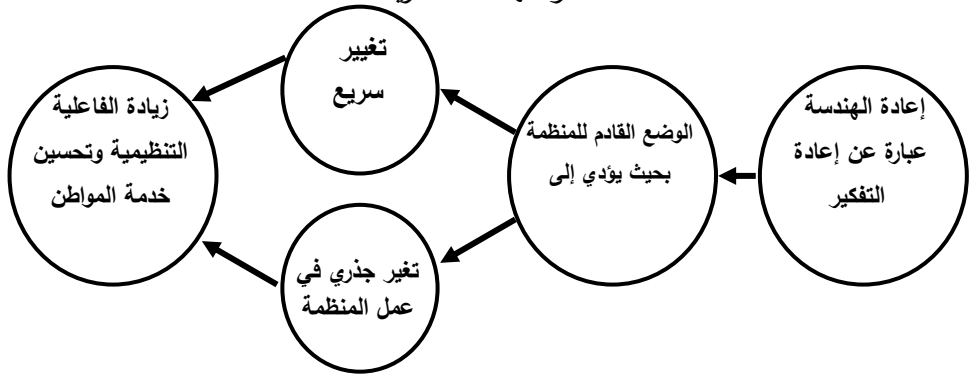 إعادة الهندسة
عبارة عن إعادة
التفكير
الوضع القادم للمنظمة
بحيث يؤدي إلى
تغيير
سريع
تغير جذري في
عمل المنظمة
زيادة الفاعلية
التنظيمية وتحسين
خدمة المواطن